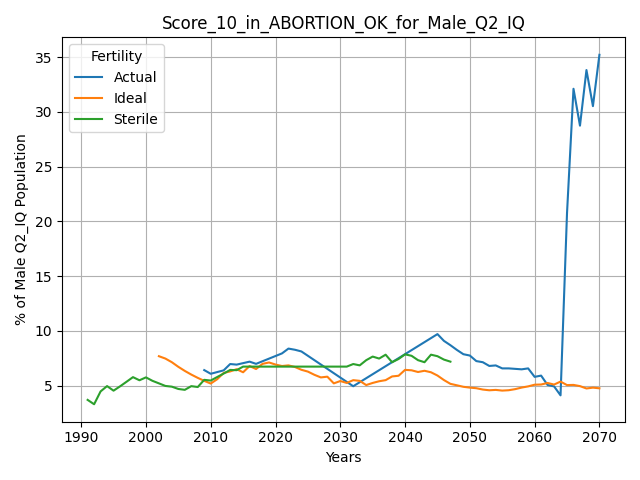 Score_10_in_ABORTION_OK_for_Male_Q2_IQ
Fertility
Actual
Ideal
Sterile
% of Male Q2_IQ Population
35
30
25
20
15
10
5
1990 2000 2010 2020 2030 2040 2050 2060 2070
Years